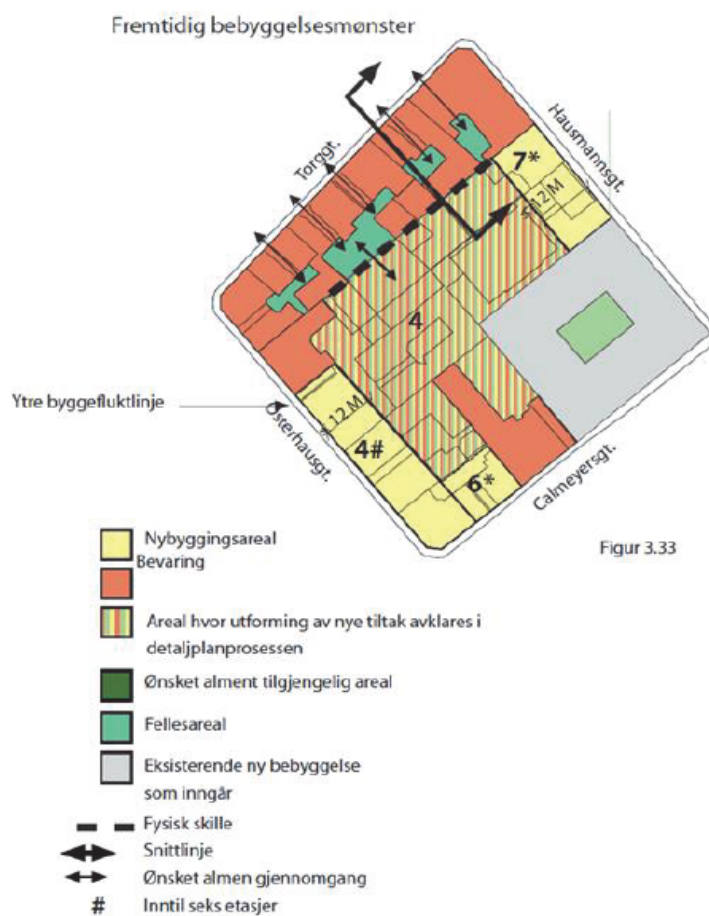 Fremtidig bebyggelsesmønster
Torggt.
Hausmannsgt.
7*
12 M
4
Ytre byggefluktlinje
Osterhausgt.
12 M
4#
6*
Calmeyersgt.
Figur 3.33
Nybyggingsareal
Bevaring
Areal hvor utforming av nye tiltak avklares i
detaljplanprosessen
Ønsket alment tilgjengelig areal
Fellesareal
Eksisterende ny bebyggelse
som inngår
Fysisk skille
Snittlinje
Ønsket almen gjennomgang
# Inntil seks etasjer